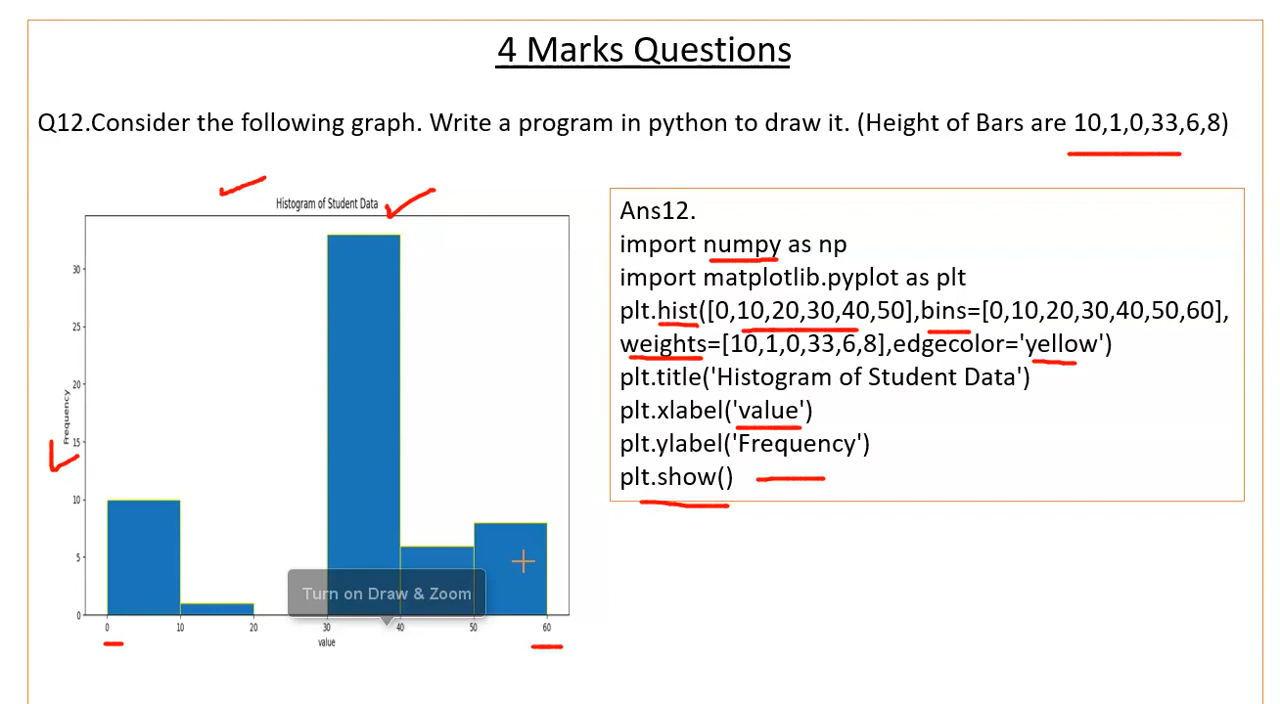 4 Marks Questions
Q12.Consider the following graph. Write a program in python to draw it. (Height of Bars are 10,1,0,33,6,8)
Histogram of Student Data
30
25
20
15
10
5
0
Frequency
0 10 20 30 40 50 60
value
Turn on Draw & Zoom
Ans12.
import numpy as np
import matplotlib.pyplot as plt
plt.hist([0,10,20,30,40,50],bins=[0,10,20,30,40,50,60],
weights=[10,1,0,33,6,8],edgecolor='yellow')
plt.title('Histogram of Student Data')
plt.xlabel('value')
plt.ylabel('Frequency')
plt.show()